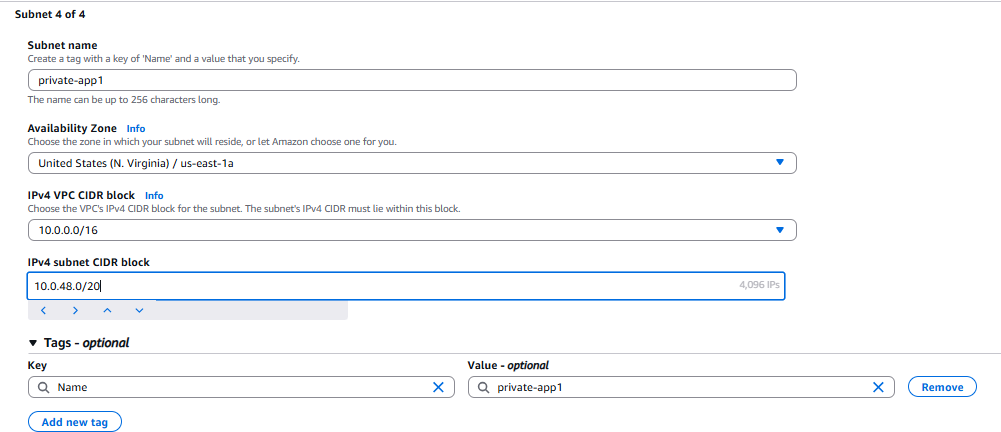 Subnet 4 of 4
Subnet name
Create a tag with a key of 'Name' and a value that you specify.
private-app1
The name can be up to 256 characters long.
Availability Zone Info
Choose the zone in which your subnet will reside, or let Amazon choose one for you.
United States (N. Virginia) / us-east-1a
IPv4 VPC CIDR block Info
Choose the VPC's IPv4 CIDR block for the subnet. The subnet's IPv4 CIDR must lie within this block.
10.0.0.0/16
IPv4 subnet CIDR block
10.0.48.0/20 4,096 IPs
Tags - optional
Key Value - optional
Name private-app1 Remove
Add new tag